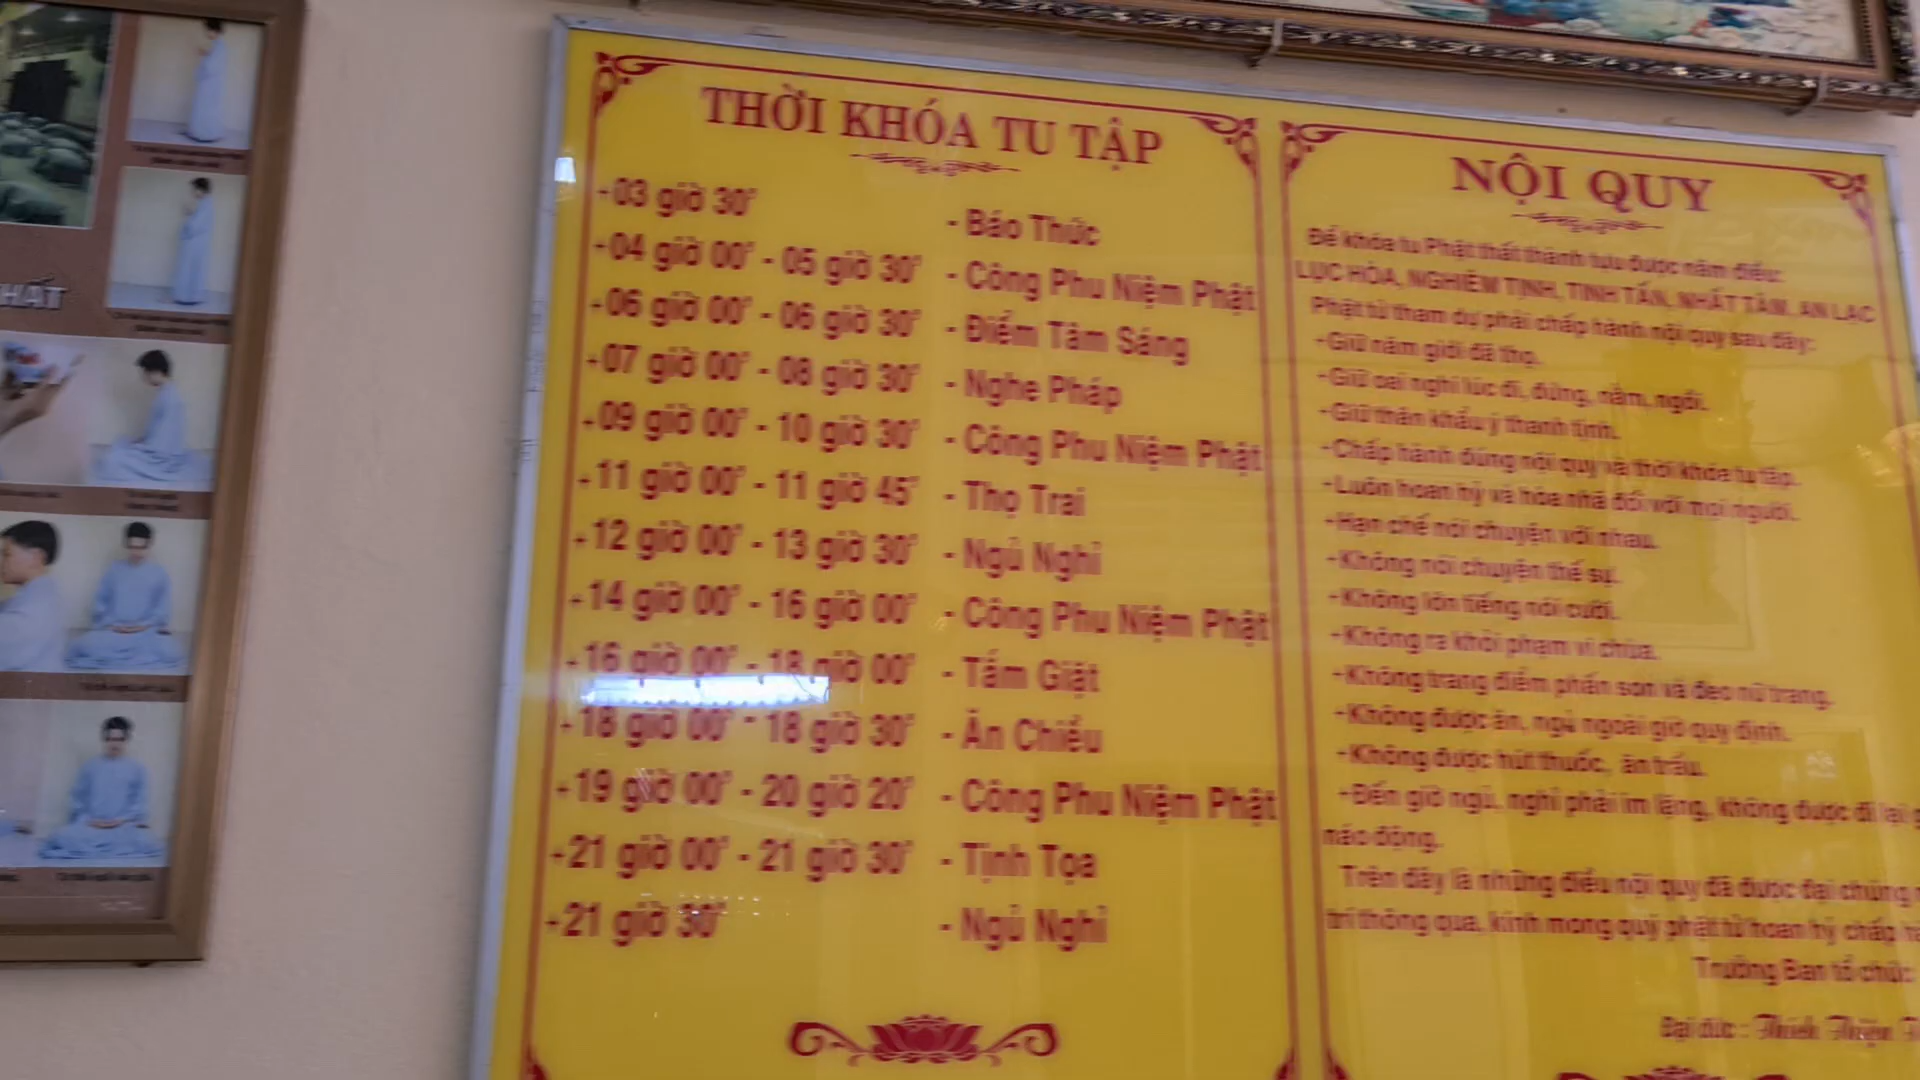 HẤT
THỜI KHÓA TU TẬP
+03 giờ 30' - Báo Thức
+04 giờ 00' - 05 giờ 30' - Công Phu Niệm Phật
+06 giờ 00' - 06 giờ 30' - Điểm Tâm Sáng
+07 giờ 00' - 08 giờ 30' - Nghe Pháp
+09 giờ 00' - 10 giờ 30' - Công Phu Niệm Phật
+11 giờ 00' - 11 giờ 45' - Thọ Trai
+12 giờ 00' - 13 giờ 30' - Ngủ Nghỉ
+14 giờ 00' - 16 giờ 00' - Công Phu Niệm Phật
+16 giờ 00' - 18 giờ 00' - Tắm Giặt
+18 giờ 00' - 18 giờ 30' - Ăn Chiều
+19 giờ 00' - 20 giờ 20' - Công Phu Niệm Phật
+21 giờ 00' - 21 giờ 30' - Tịnh Tọa
+21 giờ 30' - Ngủ Nghỉ
NỘI QUY
Để khóa tu Phật thất thành tựu được năm điều:
LỤC HÒA, NGHIÊM TỊNH, TINH TẤN, NHẤT TÂM, AN LẠC
Phật tử tham dự phải chấp hành nội quy sau đây:
+Giữ năm giới đã thọ.
+Giữ oai nghi lúc đi, đứng, nằm, ngồi.
+Giữ thân khẩu ý thanh tịnh.
+Chấp hành đúng nội quy và thời khóa tu tập.
+Luôn hoan hỷ và hòa nhã đối với mọi người.
+Hạn chế nói chuyện với nhau.
+Không nói chuyện thế sự.
+Không lớn tiếng nói cười.
+Không ra khỏi phạm vi chùa.
+Không trang điểm phấn son và đeo nữ trang.
+Không được ăn, ngủ ngoài giờ quy định.
+Không được hút thuốc, ăn trầu.
+Đến giờ ngủ, nghỉ phải im lặng, không được đi lại
náo động.
Trên đây là những điều nội quy đã được đại chúng
trí thông qua, kính mong quý phật tử hoan hỷ chấp
Trưởng Ban tổ chức
Đại đức : Thích Thiện